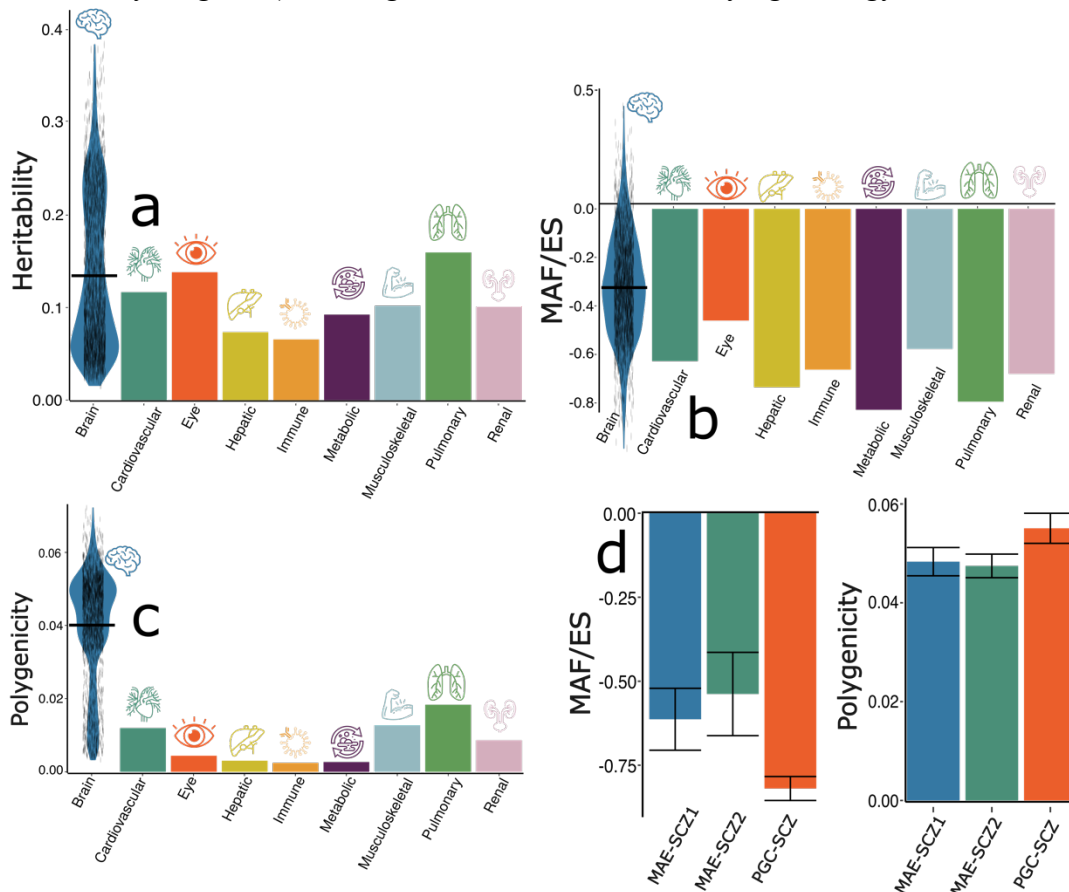 a
Heritability
0.4
0.3
0.2
0.1
0.00
Brain
Cardiovascular
Eye
Hepatic
Immune
Metabolic
Musculoskeletal
Pulmonary
Renal
b
MAF/ES
0.5
0.0
-0.4
-0.6
-0.8
Brain
Cardiovascular
Eye
Hepatic
Immune
Metabolic
Musculoskeletal
Pulmonary
Renal
c
Polygenicity
0.06
0.04
0.02
0.00
Brain
Cardiovascular
Eye
Hepatic
Immune
Metabolic
Musculoskeletal
Pulmonary
Renal
d
MAF/ES
0.00
-0.25
-0.50
-0.75
MAE-SCZ1
MAE-SCZ2
PGC-SCZ
Polygenicity
0.06
0.04
0.02
0.00
MAE-SCZ1
MAE-SCZ2
PGC-SCZ